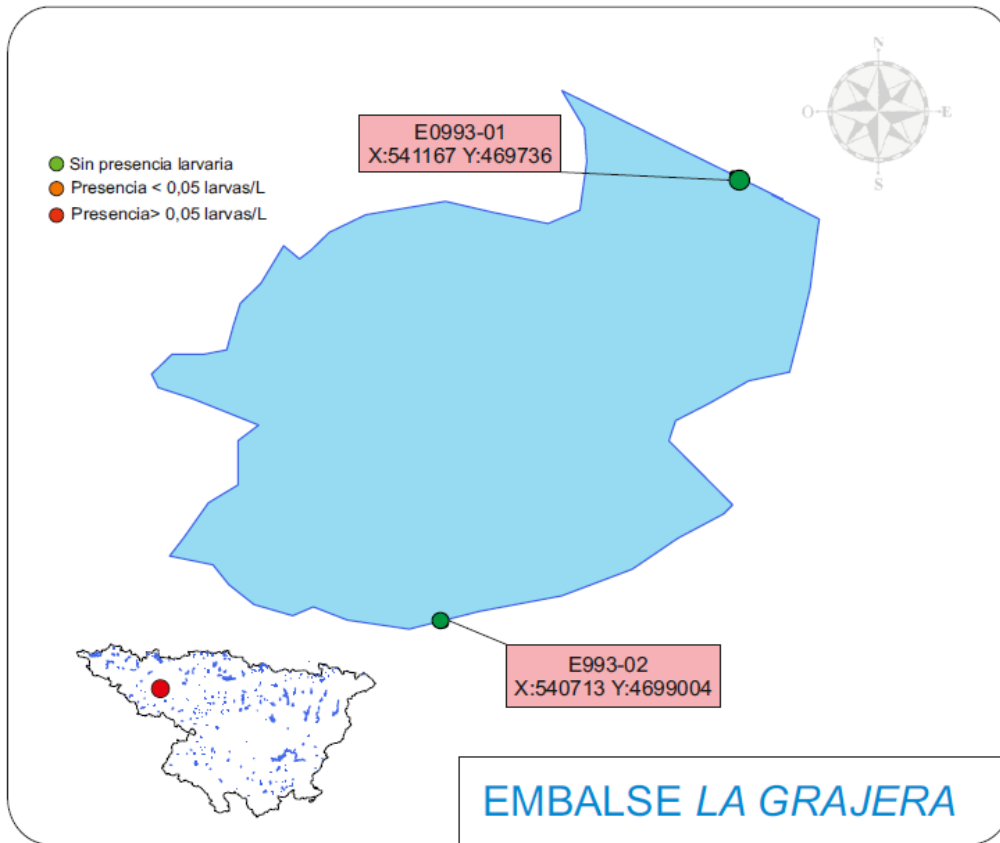 N
O
E
S
E0993-01
X:541167 Y:469736
Sin presencia larvaria
Presencia < 0,05 larvas/L
Presencia> 0,05 larvas/L
E993-02
X:540713 Y:4699004
EMBALSE LA GRAJERA